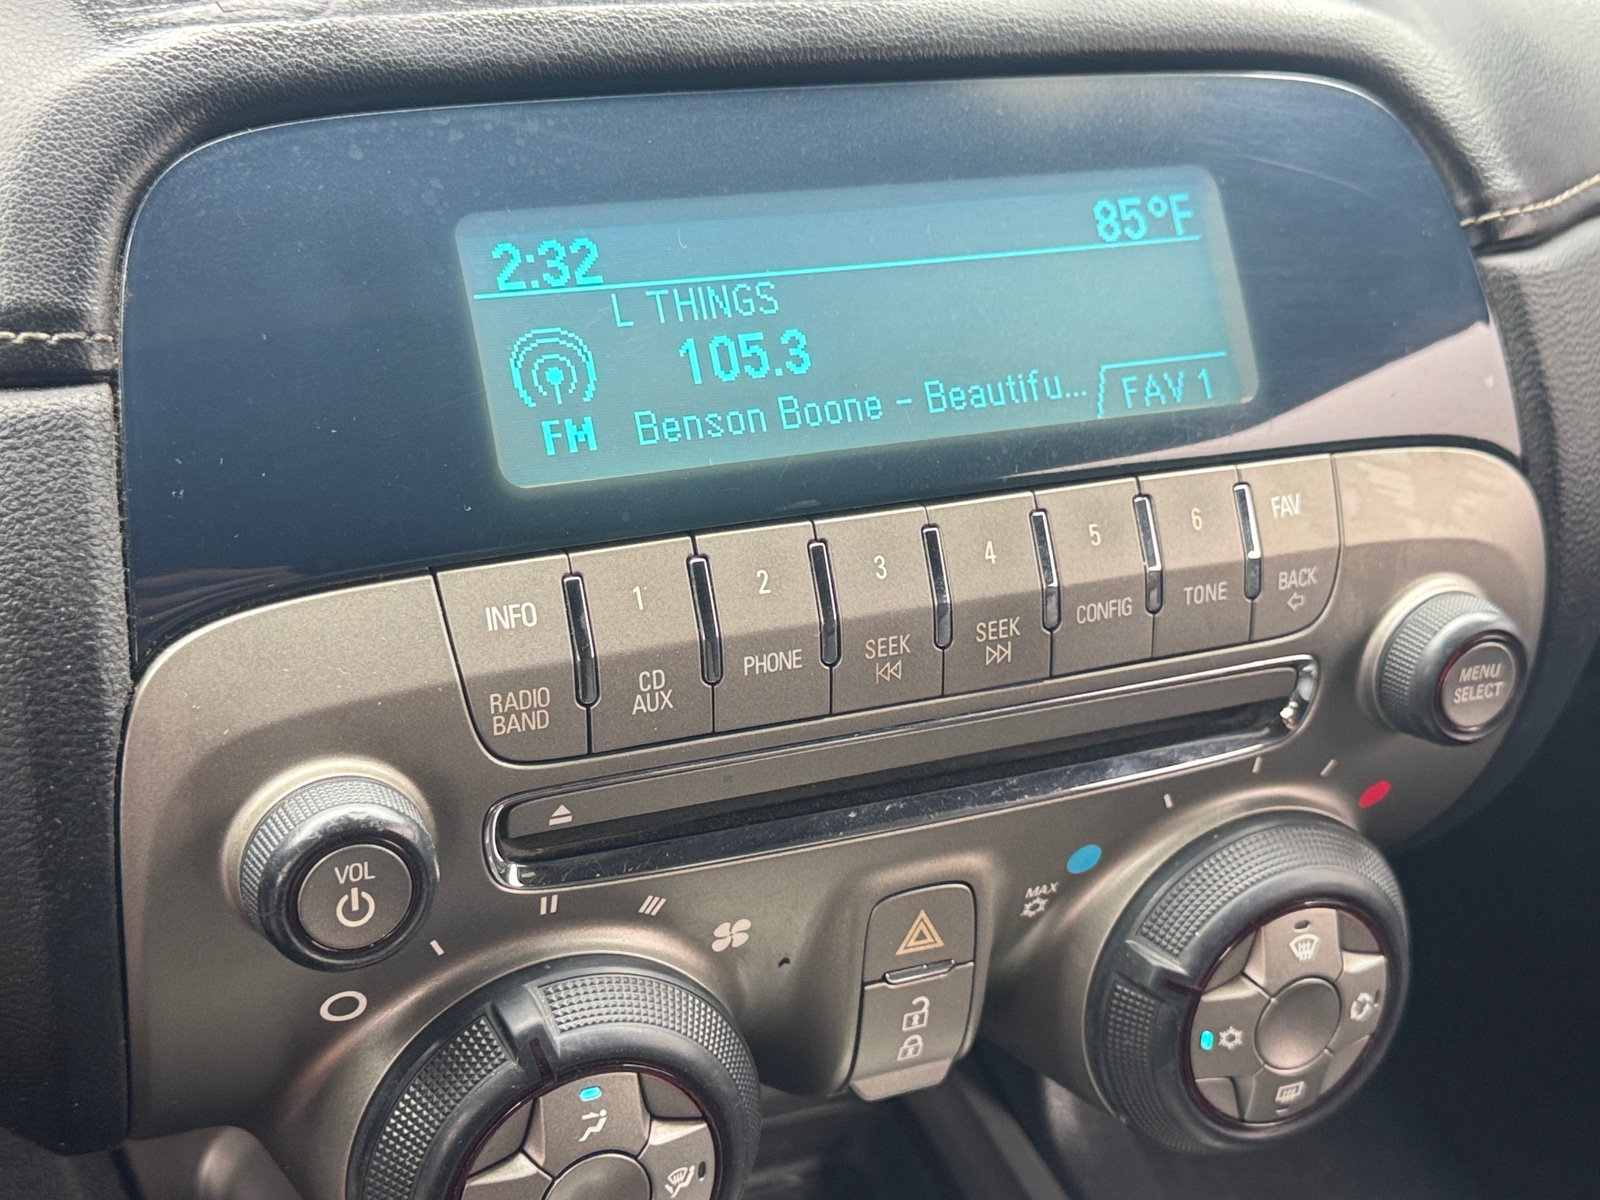 2:32
85°F
L THINGS
105.3
FM
Benson Boone - Beautifu...
FAV 1
INFO
RADIO
BAND
1
CD
AUX
2
PHONE
3
SEEK
4
SEEK
5
CONFIG
6
TONE
FAV
BACK
MENU
SELECT
VOL
MAX